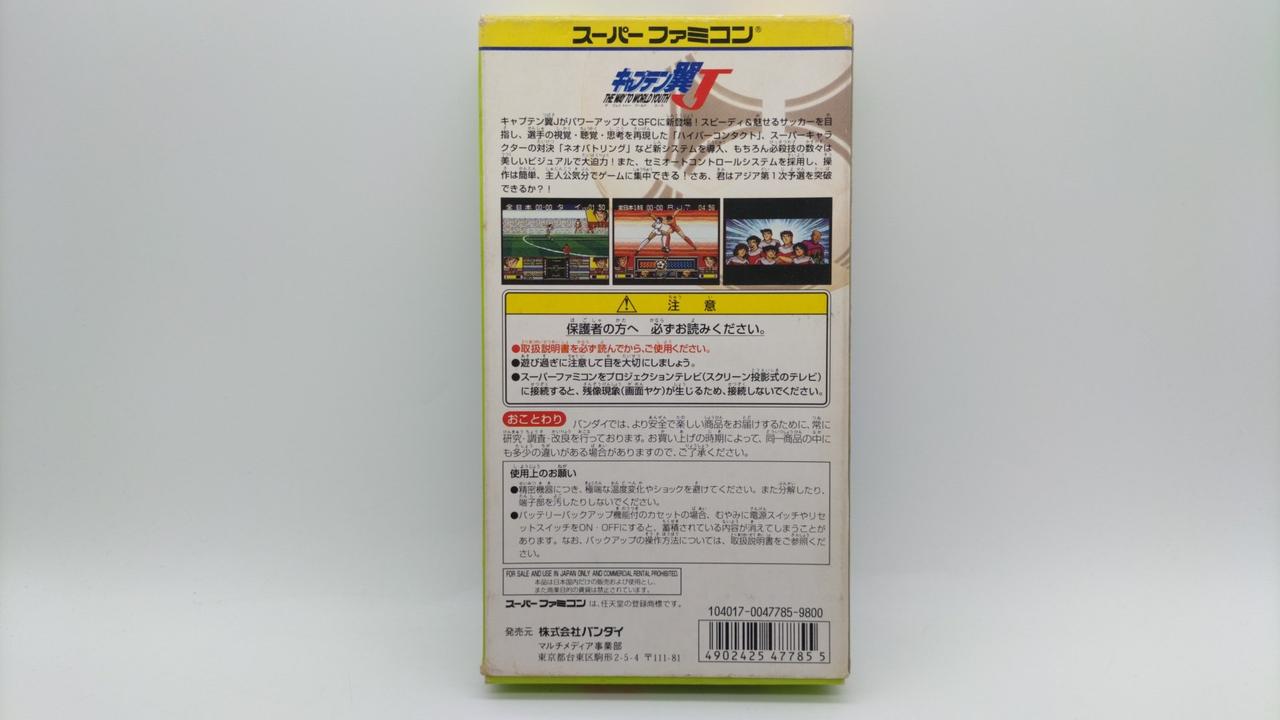 スーパーファミコン®
キャプテン翼J
THE WAY TO WORLD YOUTH
キャプテン翼JがパワーアップしてSFCに新登場！スピーディ&魅せるサッカーを目
指し、選手の視覚・聴覚・思考を再現した「ハイパーコンタクト」、スーパーキャラ
クターの対決「ネオバトリング」など新システムを導入、もちろん必殺技の数々は
美しいビジュアルで大迫力！また、セミオートコントロールシステムを採用し、操
作は簡単、主人公気分でゲームに集中できる！さあ、君はアジア第1次予選を突破
できるか？！
全日本 00-00 タイ 01:50
全日本1部 00-00 04:56
注意
保護者の方へ 必ずお読みください。
●取扱説明書を必ず読んでから、ご使用ください。
●遊び過ぎに注意して目を大切にしましょう。
●スーパーファミコンをプロジェクションテレビ(スクリーン投影式のテレビ)
に接続すると、残像現象(画面ヤケ)が生じるため、接続しないでください。
おことわり バンダイでは、より安全で楽しい商品をお届けするために、常に
研究・調査・改良を行っております。お買い上げの時期によって、同一商品の中に
も多少の違いがある場合がありますので、ご了承ください。
使用上のお願い
●精密機器につき、極端な温度変化やショックを避けてください。また分解したり、
端子部を汚したりしないでください。
●バッテリーバックアップ機能付のカセットの場合、むやみに電源スイッチやリセ
ットスイッチをON・OFFにすると、蓄積されている内容が消えてしまうことが
あります。なお、バックアップの操作方法については、取扱説明書をご参照くだ
さい。
FOR SALE AND USE IN JAPAN ONLY AND COMMERCIAL RENTAL PROHIBITED.
本品は日本国内だけの販売および使用とし、
また商業目的の賃貸は禁止されています。
スーパーファミコンは、任天堂の登録商標です。
104017-0047785-9800
発売元 株式会社バンダイ
マルチメディア事業部
東京都台東区駒形2-5-4 〒111-81
4902425477855